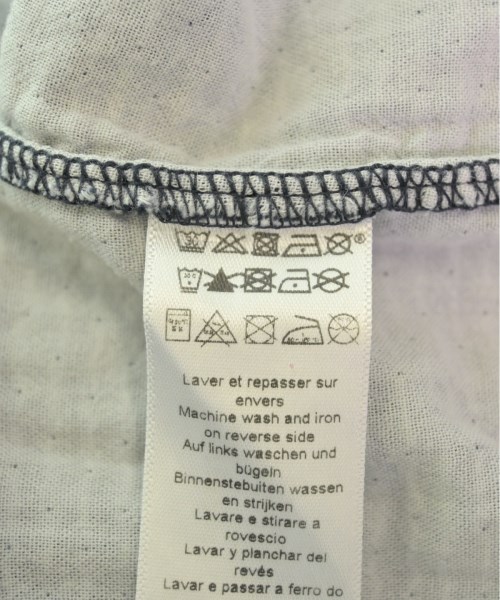 Laver et repasser sur
envers
Machine wash and iron
on reverse side
Auf links waschen und
bügeln
Binnenstebuiten wassen
en strijken
Lavare e stirare a
rovescio
Lavar y planchar del
revés
Lavar e passar a ferro do